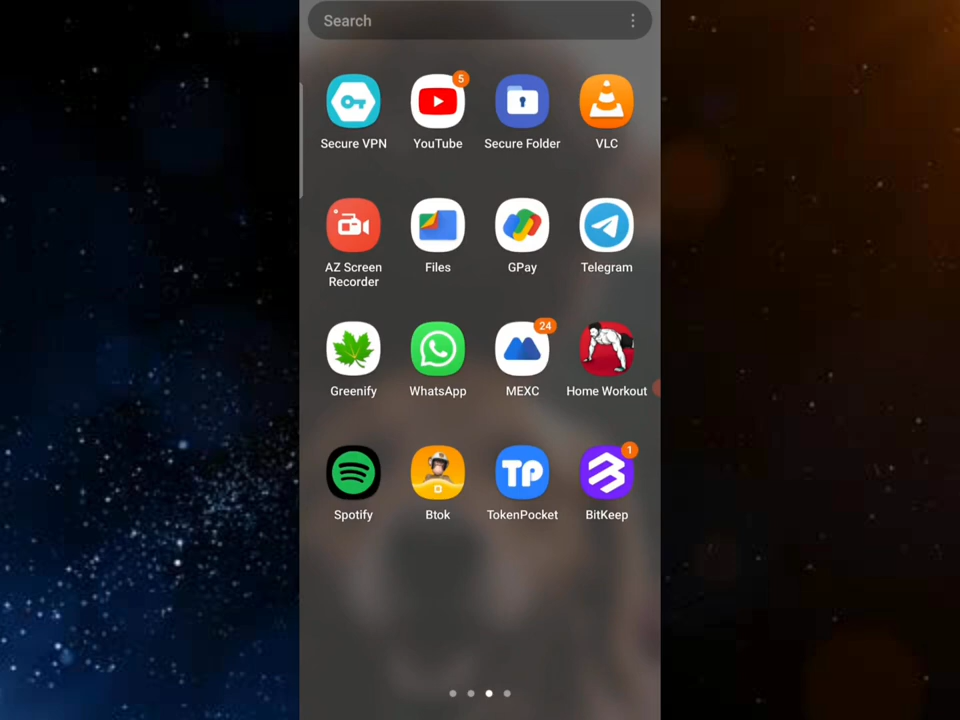 Search
5
Secure VPN
YouTube
Secure Folder
VLC
AZ Screen
Recorder
Files
GPay
Telegram
24
Greenify
WhatsApp
MEXC
Home Workout
TP
1
Spotify
Btok
TokenPocket
BitKeep